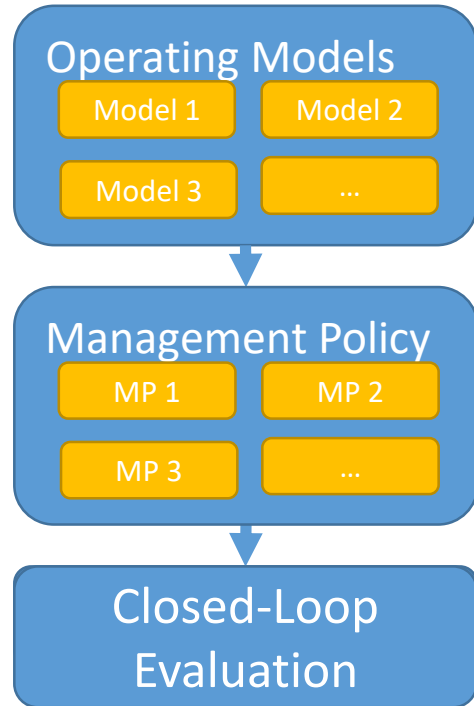 Operating Models
Model 1
Model 2
Model 3
...
Management Policy
MP 1
MP 2
MP 3
...
Closed-Loop
Evaluation